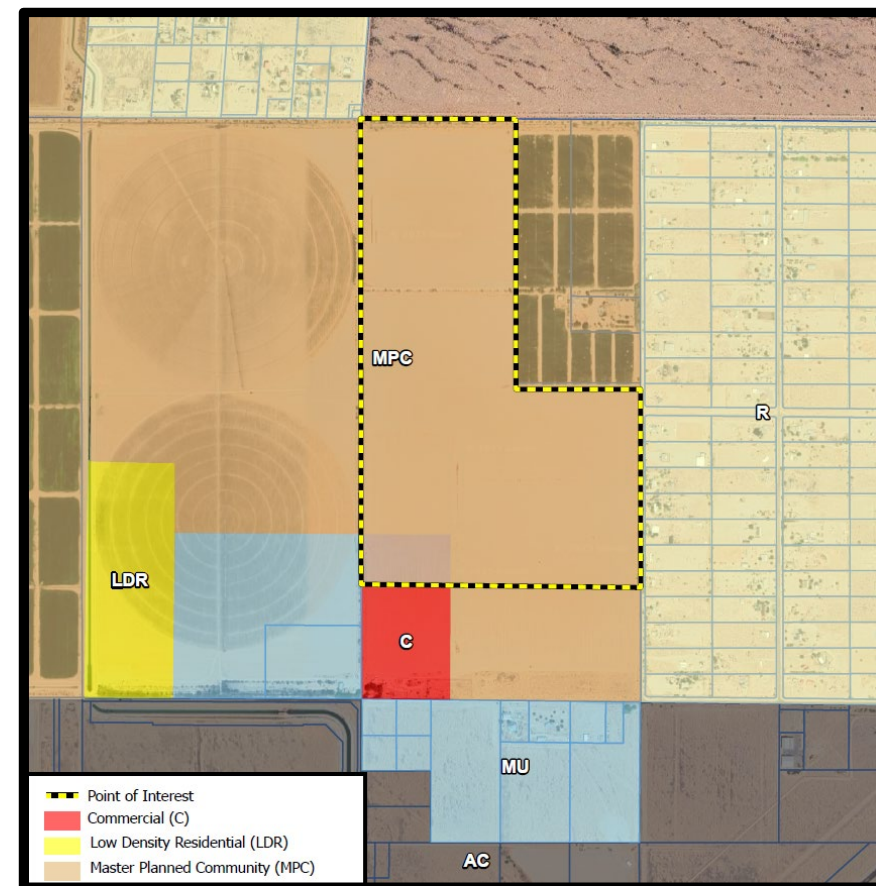 MPC
R
LDR
C
MU
AC
Point of Interest
Commercial (C)
Low Density Residential (LDR)
Master Planned Community (MPC)